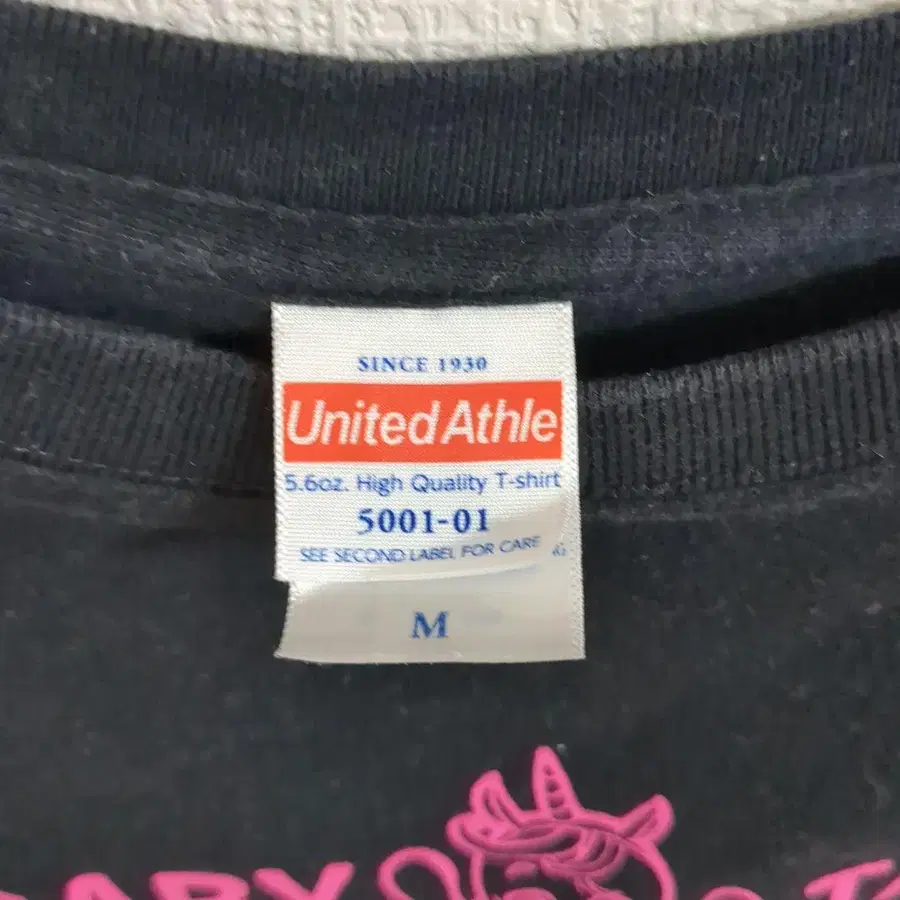 SINCE 1930
United Athle
5.6oz. High Quality T-shirt
5001-01
SEE SECOND LABEL FOR CARE
M